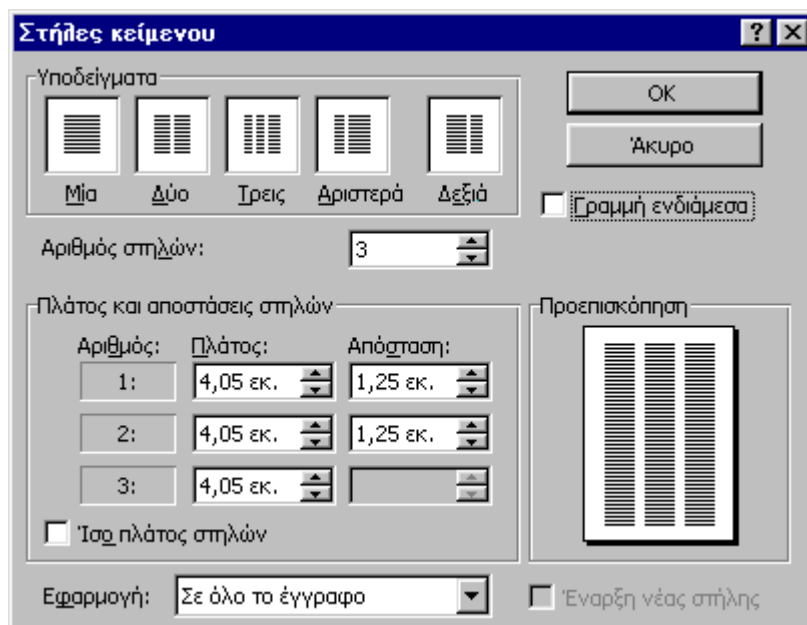 Στήλες κείμενου
Υποδείγματα
Μία Δύο Τρεις Αριστερά Δεξιά
OK
Άκυρο
Γραμμή ενδιάμεσα
Αριθμός στηλών: 3
Πλάτος και αποστάσεις στηλών
Αριθμός: Πλάτος: Απόσταση:
1: 4,05 εκ. 1,25 εκ.
2: 4,05 εκ. 1,25 εκ.
3: 4,05 εκ.
Ίσο πλάτος στηλών
Προεπισκόπηση
Εφαρμογή: Σε όλο το έγγραφο
Έναρξη νέας στήλης